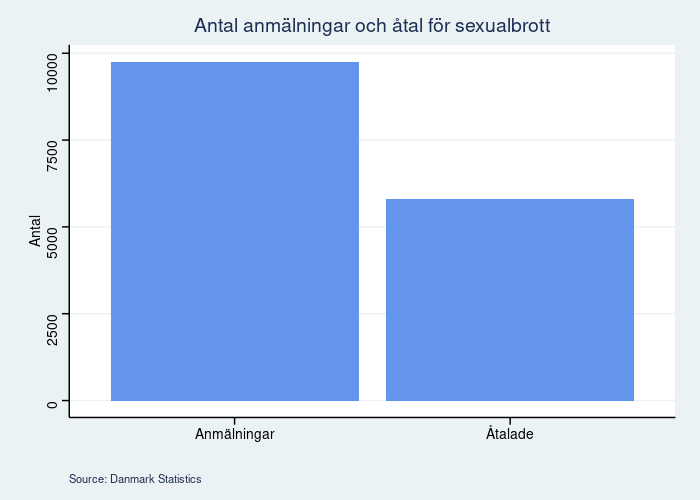 Antal anmälningar och åtal för sexualbrott
Antal
10000
7500
5000
2500
0
Anmälningar
Åtalade
Source: Danmark Statistics